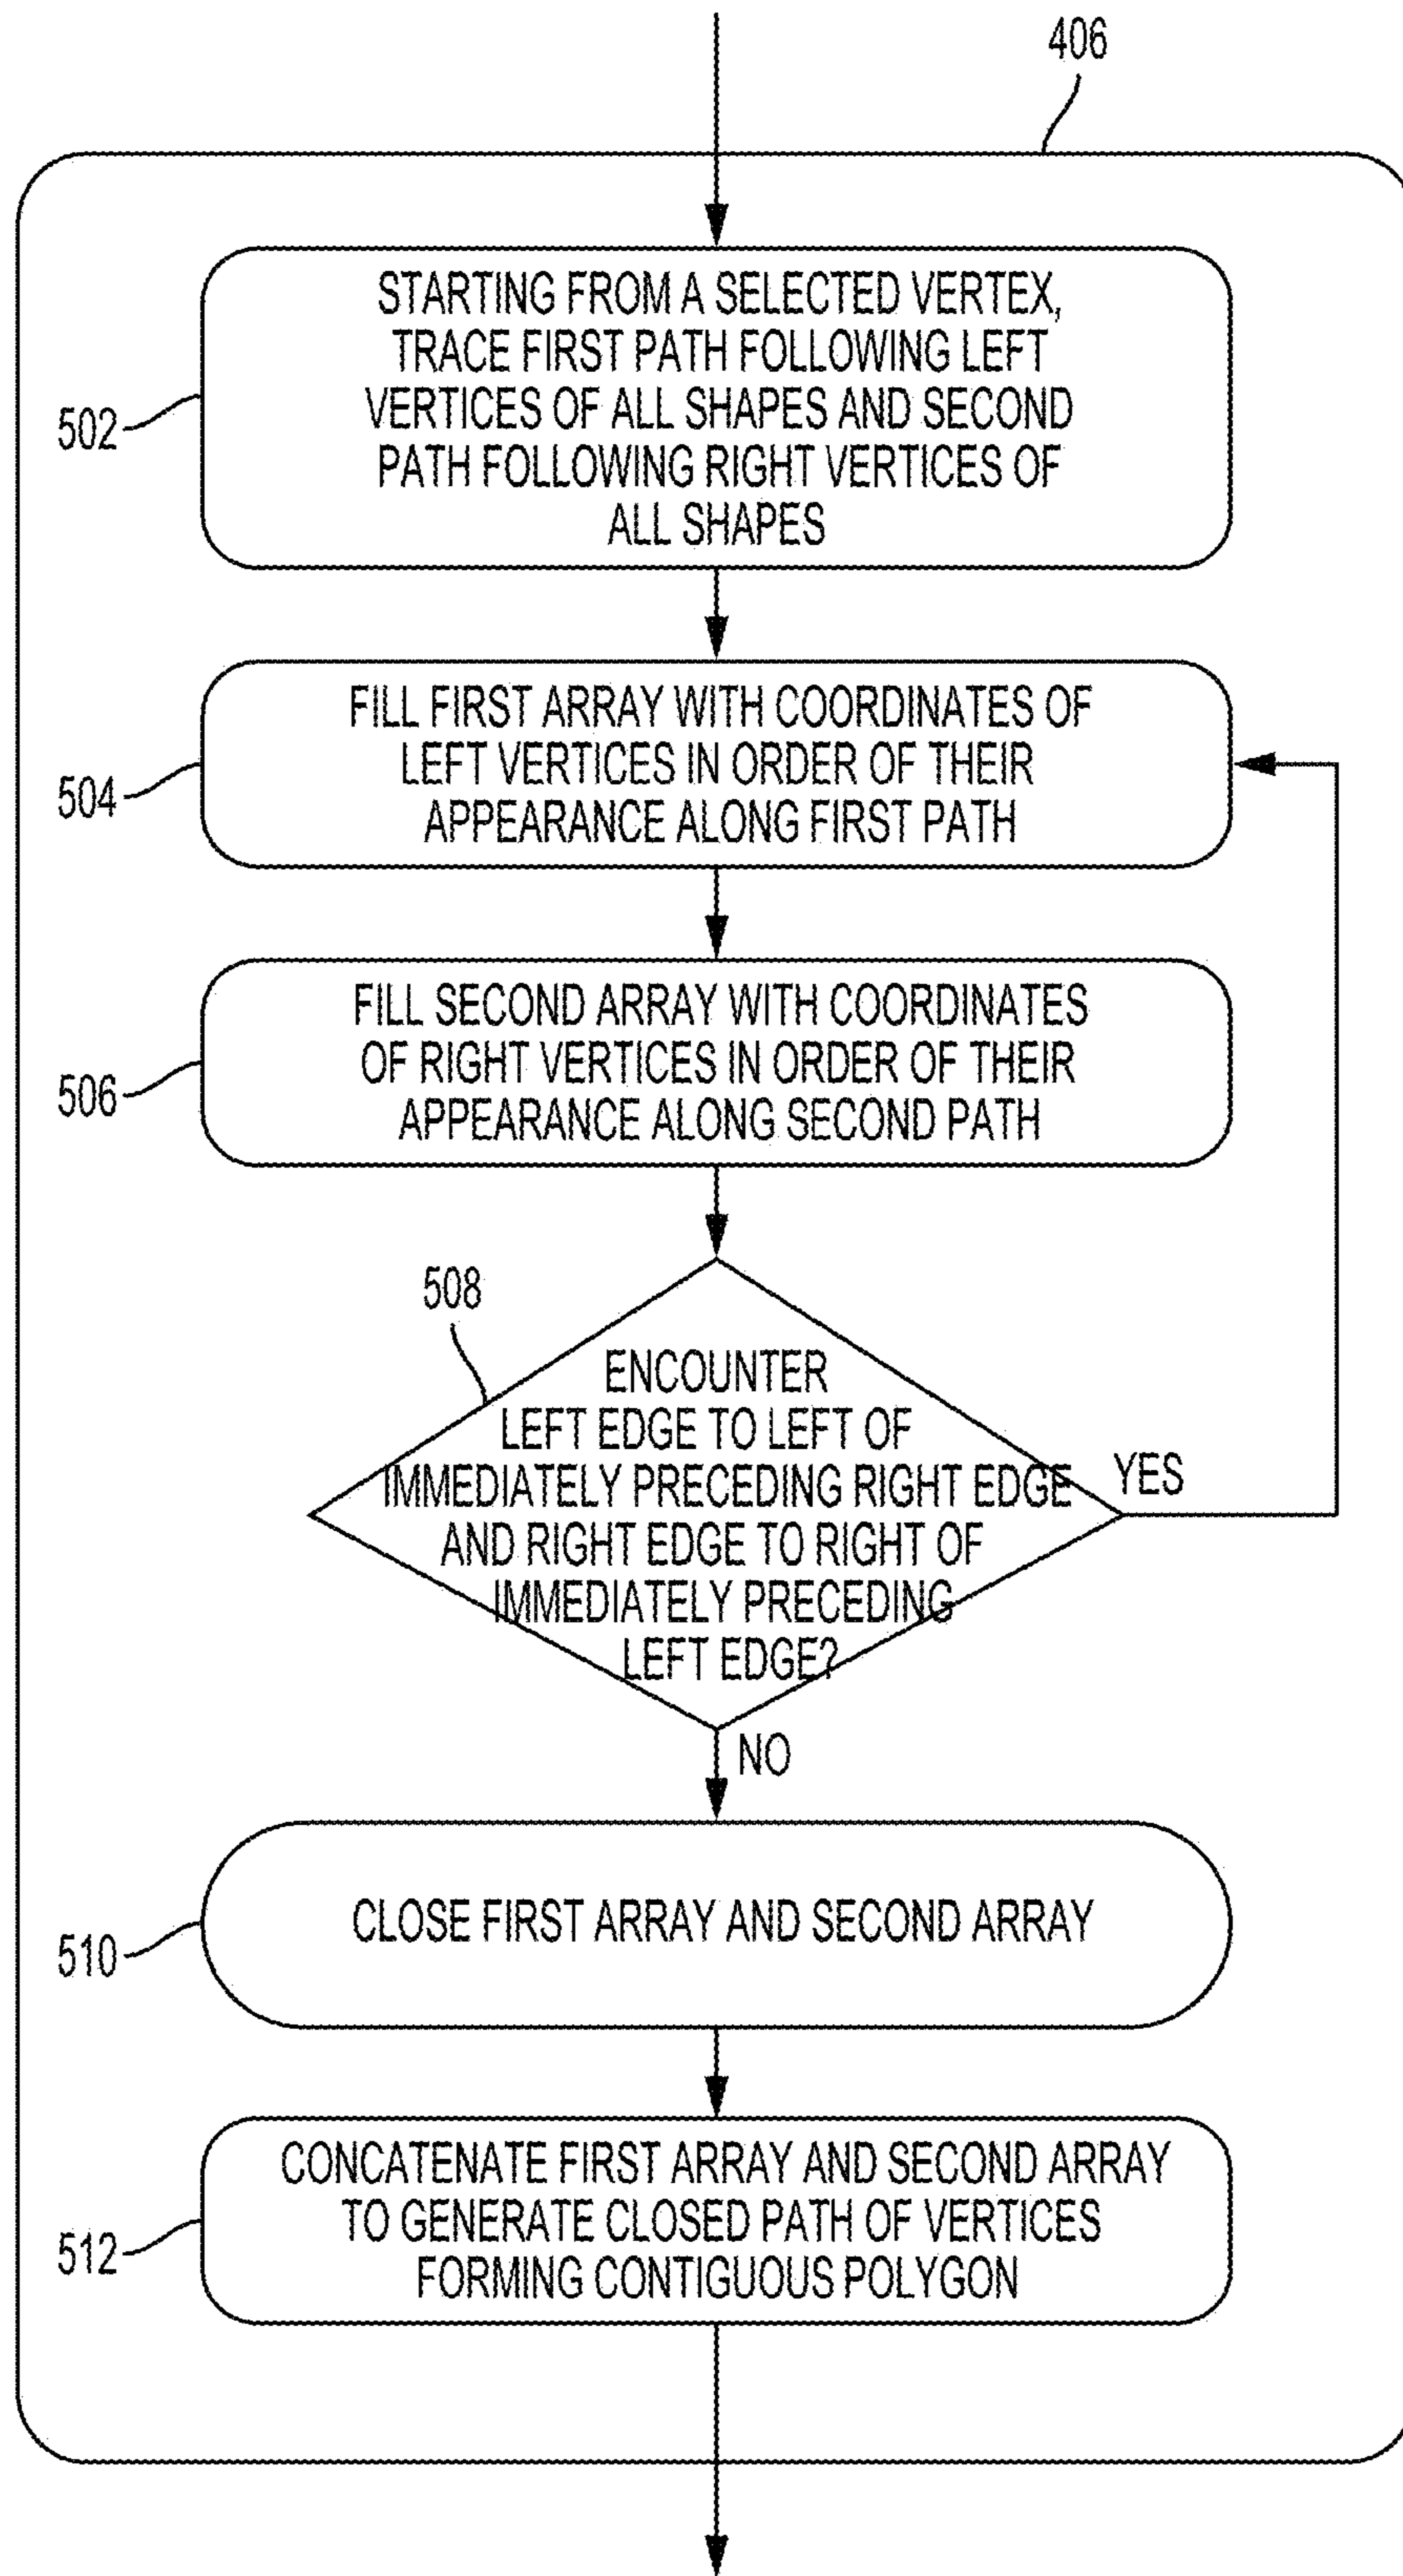 406
STARTING FROM A SELECTED VERTEX,
TRACE FIRST PATH FOLLOWING LEFT
VERTICES OF ALL SHAPES AND SECOND
PATH FOLLOWING RIGHT VERTICES OF
ALL SHAPES
502
FILL FIRST ARRAY WITH COORDINATES OF
LEFT VERTICES IN ORDER OF THEIR
APPEARANCE ALONG FIRST PATH
504
FILL SECOND ARRAY WITH COORDINATES
OF RIGHT VERTICES IN ORDER OF THEIR
APPEARANCE ALONG SECOND PATH
506
508
ENCOUNTER
LEFT EDGE TO LEFT OF
IMMEDIATELY PRECEDING RIGHT EDGE
AND RIGHT EDGE TO RIGHT OF
IMMEDIATELY PRECEDING
LEFT EDGE?
YES
NO
CLOSE FIRST ARRAY AND SECOND ARRAY
510
CONCATENATE FIRST ARRAY AND SECOND ARRAY
TO GENERATE CLOSED PATH OF VERTICES
FORMING CONTIGUOUS POLYGON
512